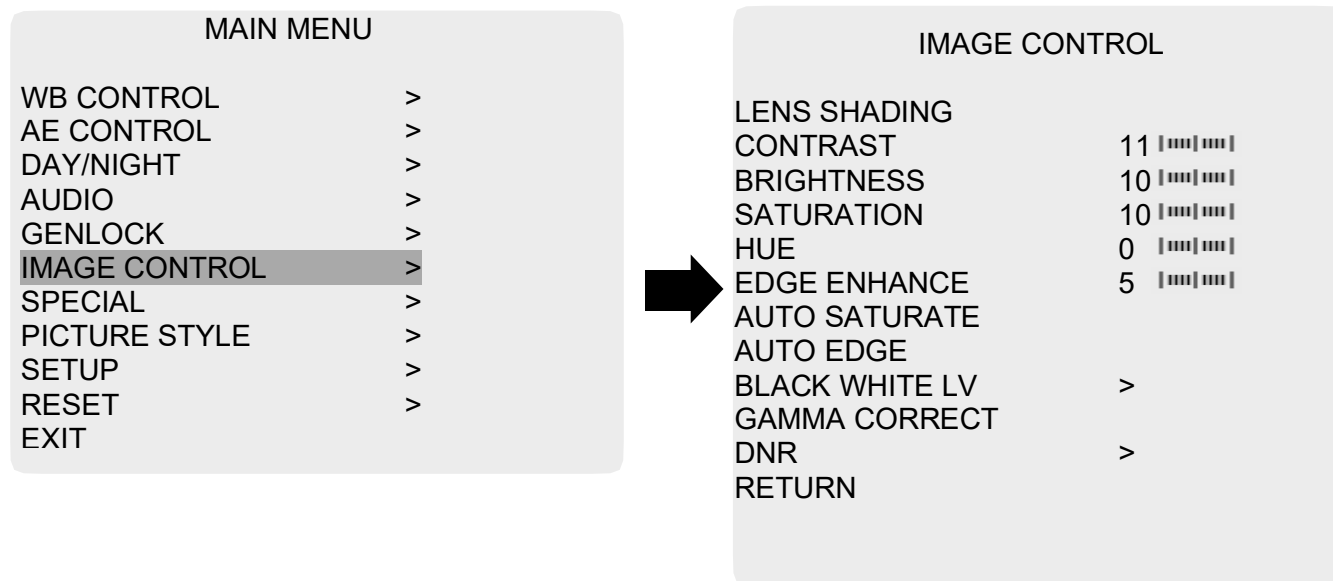 MAIN MENU
WB CONTROL >
AE CONTROL >
DAY/NIGHT >
AUDIO >
GENLOCK >
IMAGE CONTROL >
SPECIAL >
PICTURE STYLE >
SETUP >
RESET >
EXIT
IMAGE CONTROL
LENS SHADING
CONTRAST 11
BRIGHTNESS 10
SATURATION 10
HUE 0
EDGE ENHANCE 5
AUTO SATURATE
AUTO EDGE
BLACK WHITE LV >
GAMMA CORRECT
DNR >
RETURN